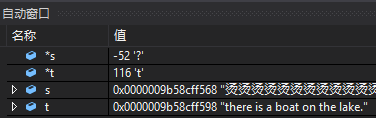 自动窗口
名称 值
*s -52 '?'
*t 116 't'
s 0x0000009b58cff568 "烫烫烫烫烫烫烫烫烫烫烫
t 0x0000009b58cff598 "there is a boat on the lake."